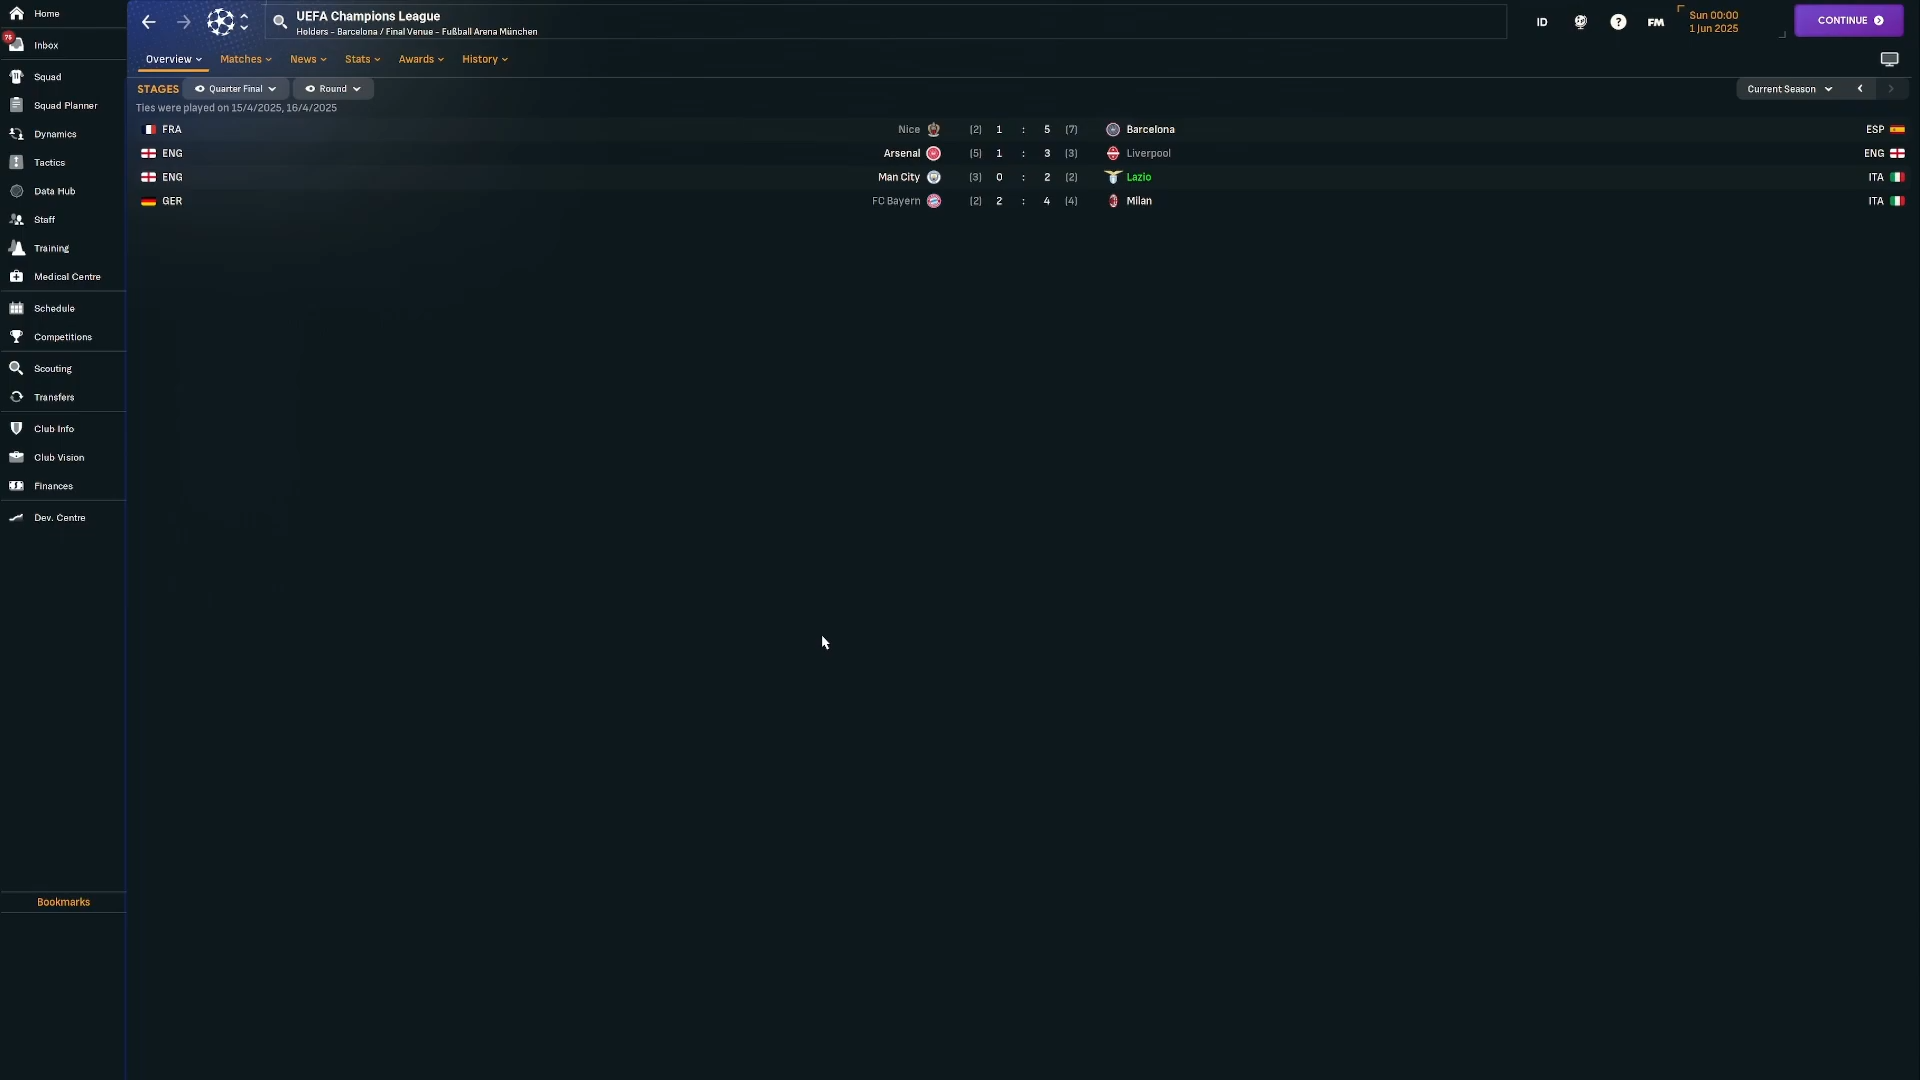 Home
UEFA Champions League
Holders - Barcelona / Final Venue - Fußball Arena München
ID
?
FM
Sun 00:00
1 Jun 2025
CONTINUE
75
Inbox
Overview
Matches
News
Stats
Awards
History
Squad
Squad Planner
Dynamics
Tactics
Data Hub
Staff
Training
Medical Centre
Schedule
Competitions
Scouting
Transfers
Club Info
Club Vision
Finances
Dev. Centre
Bookmarks
STAGES Quarter Final Round Current Season
Ties were played on 15/4/2025, 16/4/2025
FRA Nice (2) 1 : 5 (7) Barcelona ESP
ENG Arsenal (5) 1 : 3 (3) Liverpool ENG
ENG Man City (3) 0 : 2 (2) Lazio ITA
GER FC Bayern (2) 2 : 4 (4) Milan ITA